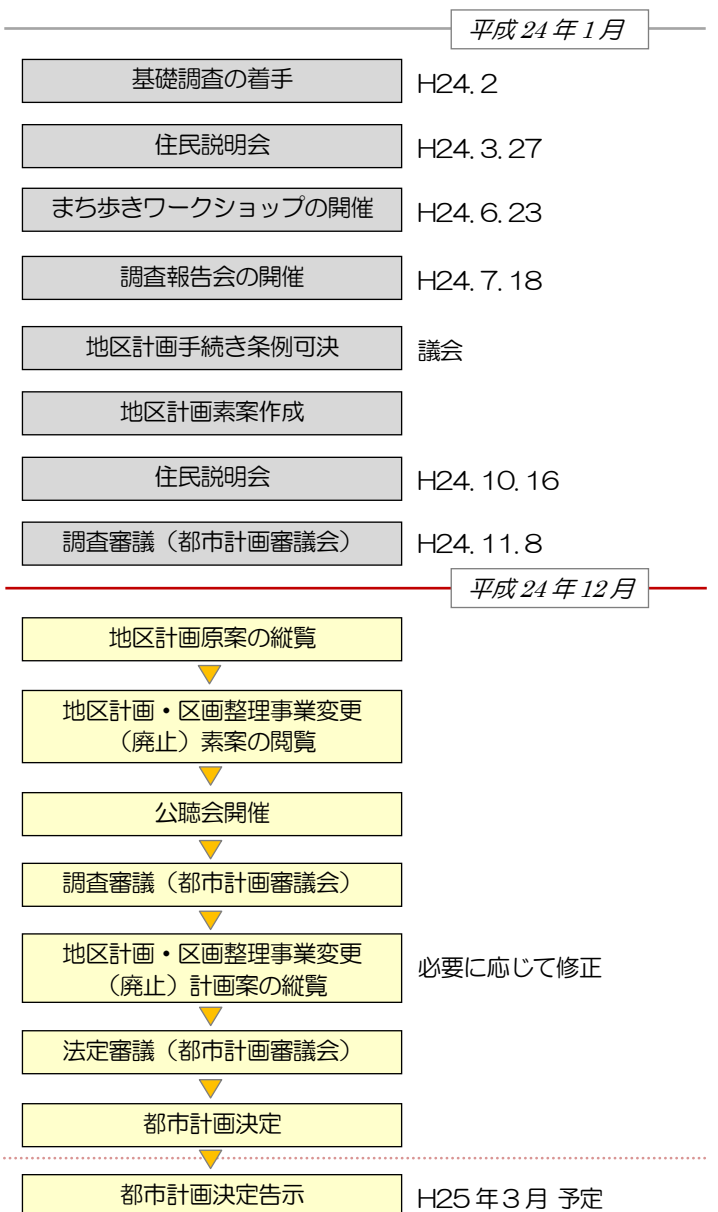 平成24年1月
基礎調査の着手 H24.2
住民説明会 H24.3.27
まち歩きワークショップの開催 H24.6.23
調査報告会の開催 H24.7.18
地区計画手続き条例可決 議会
地区計画素案作成
住民説明会 H24.10.16
調査審議（都市計画審議会） H24.11.8
平成24年12月
地区計画原案の縦覧
地区計画・区画整理事業変更
（廃止）素案の閲覧
公聴会開催
調査審議（都市計画審議会）
地区計画・区画整理事業変更
（廃止）計画案の縦覧 必要に応じて修正
法定審議（都市計画審議会）
都市計画決定
都市計画決定告示 H25年3月 予定